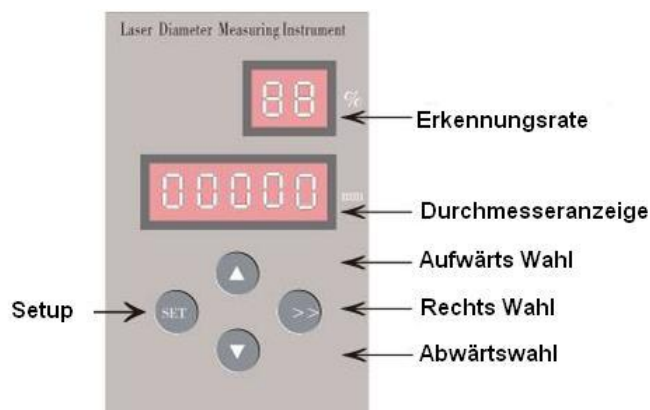 Laser Diameter Measuring Instrument
88 %
Erkennungsrate
00000 mm
Durchmesseranzeige
Aufwärts Wahl
Setup
SET
>>
Rechts Wahl
Abwärtswahl